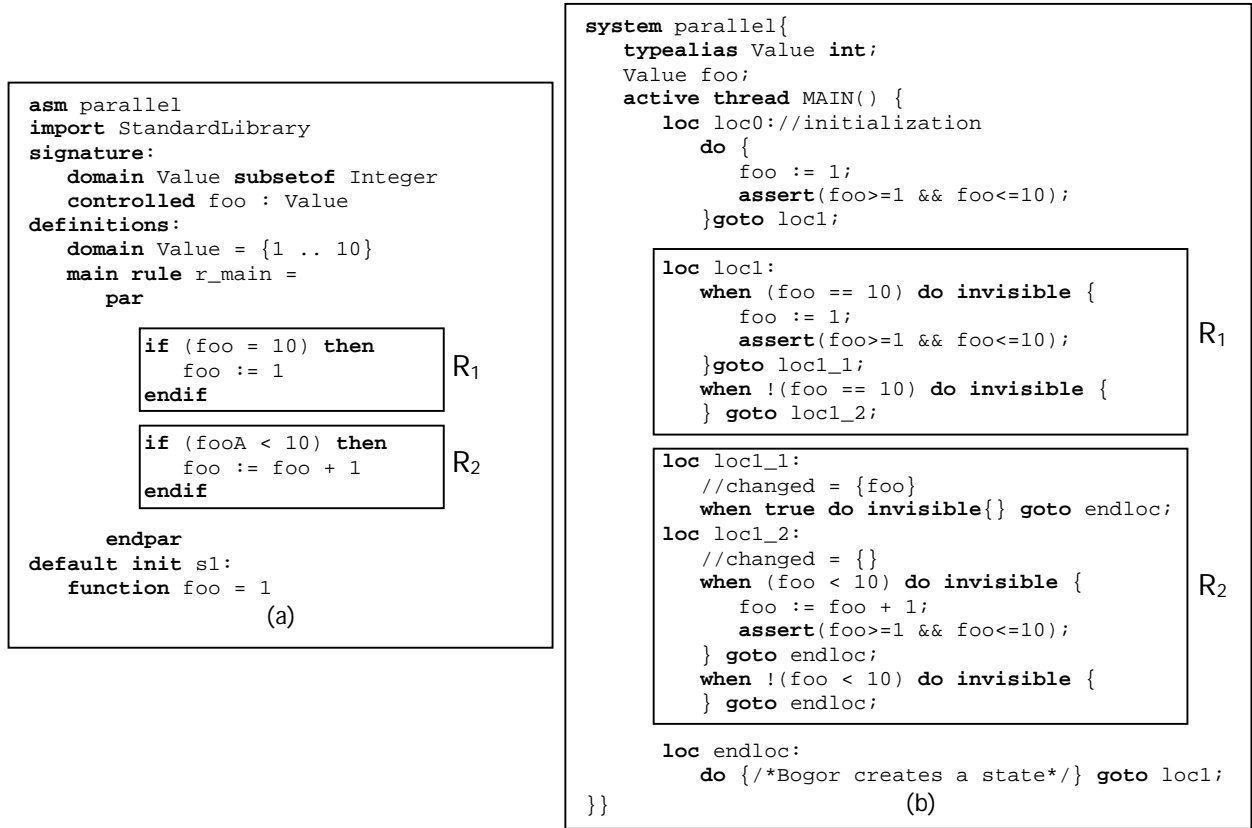 asm parallel
import StandardLibrary
signature:
domain Value subsetof Integer
controlled foo : Value
definitions:
domain Value = {1 .. 10}
main rule r_main =
par
if (foo = 10) then
foo := 1
endif
R1
if (fooA < 10) then
foo := foo + 1
endif
R2
endpar
default init s1:
function foo = 1
(a)
system parallel{
typealias Value int;
Value foo;
active thread MAIN() {
loc loc0://initialization
do {
foo := 1;
assert(foo>=1 && foo<=10);
}goto loc1;
loc loc1:
when (foo == 10) do invisible {
foo := 1;
assert(foo>=1 && foo<=10);
}goto loc1_1;
when !(foo == 10) do invisible {
} goto loc1_2;
R1
loc loc1_1:
//changed = {foo}
when true do invisible{} goto endloc;
loc loc1_2:
//changed = {}
when (foo < 10) do invisible {
foo := foo + 1;
assert(foo>=1 && foo<=10);
} goto endloc;
when !(foo < 10) do invisible {
} goto endloc;
R2
loc endloc:
do {/*Bogor creates a state*/} goto loc1;
}}
(b)